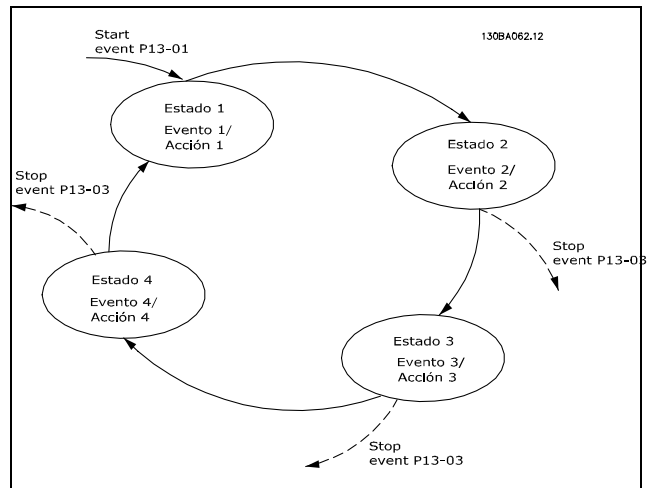 Start
event P13-01
130BA062.12
Estado 1
Evento 1/
Acción 1
Estado 2
Evento 2/
Acción 2
Stop
event P13-03
Stop
event P13-03
Estado 4
Evento 4/
Acción 4
Estado 3
Evento 3/
Acción 3
Stop
event P13-03